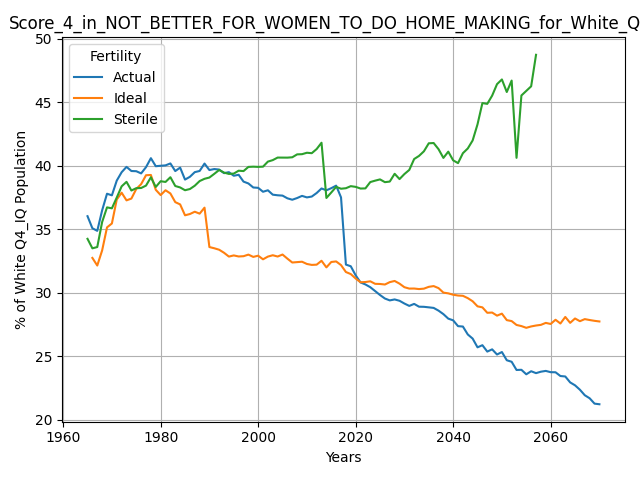 Score_4_in_NOT_BETTER_FOR_WOMEN_TO_DO_HOME_MAKING_for_White_Q
50
45
40
35
30
25
20
% of White Q4_IQ Population
Fertility
Actual
Ideal
Sterile
1960
1980
2000
2020
2040
2060
Years